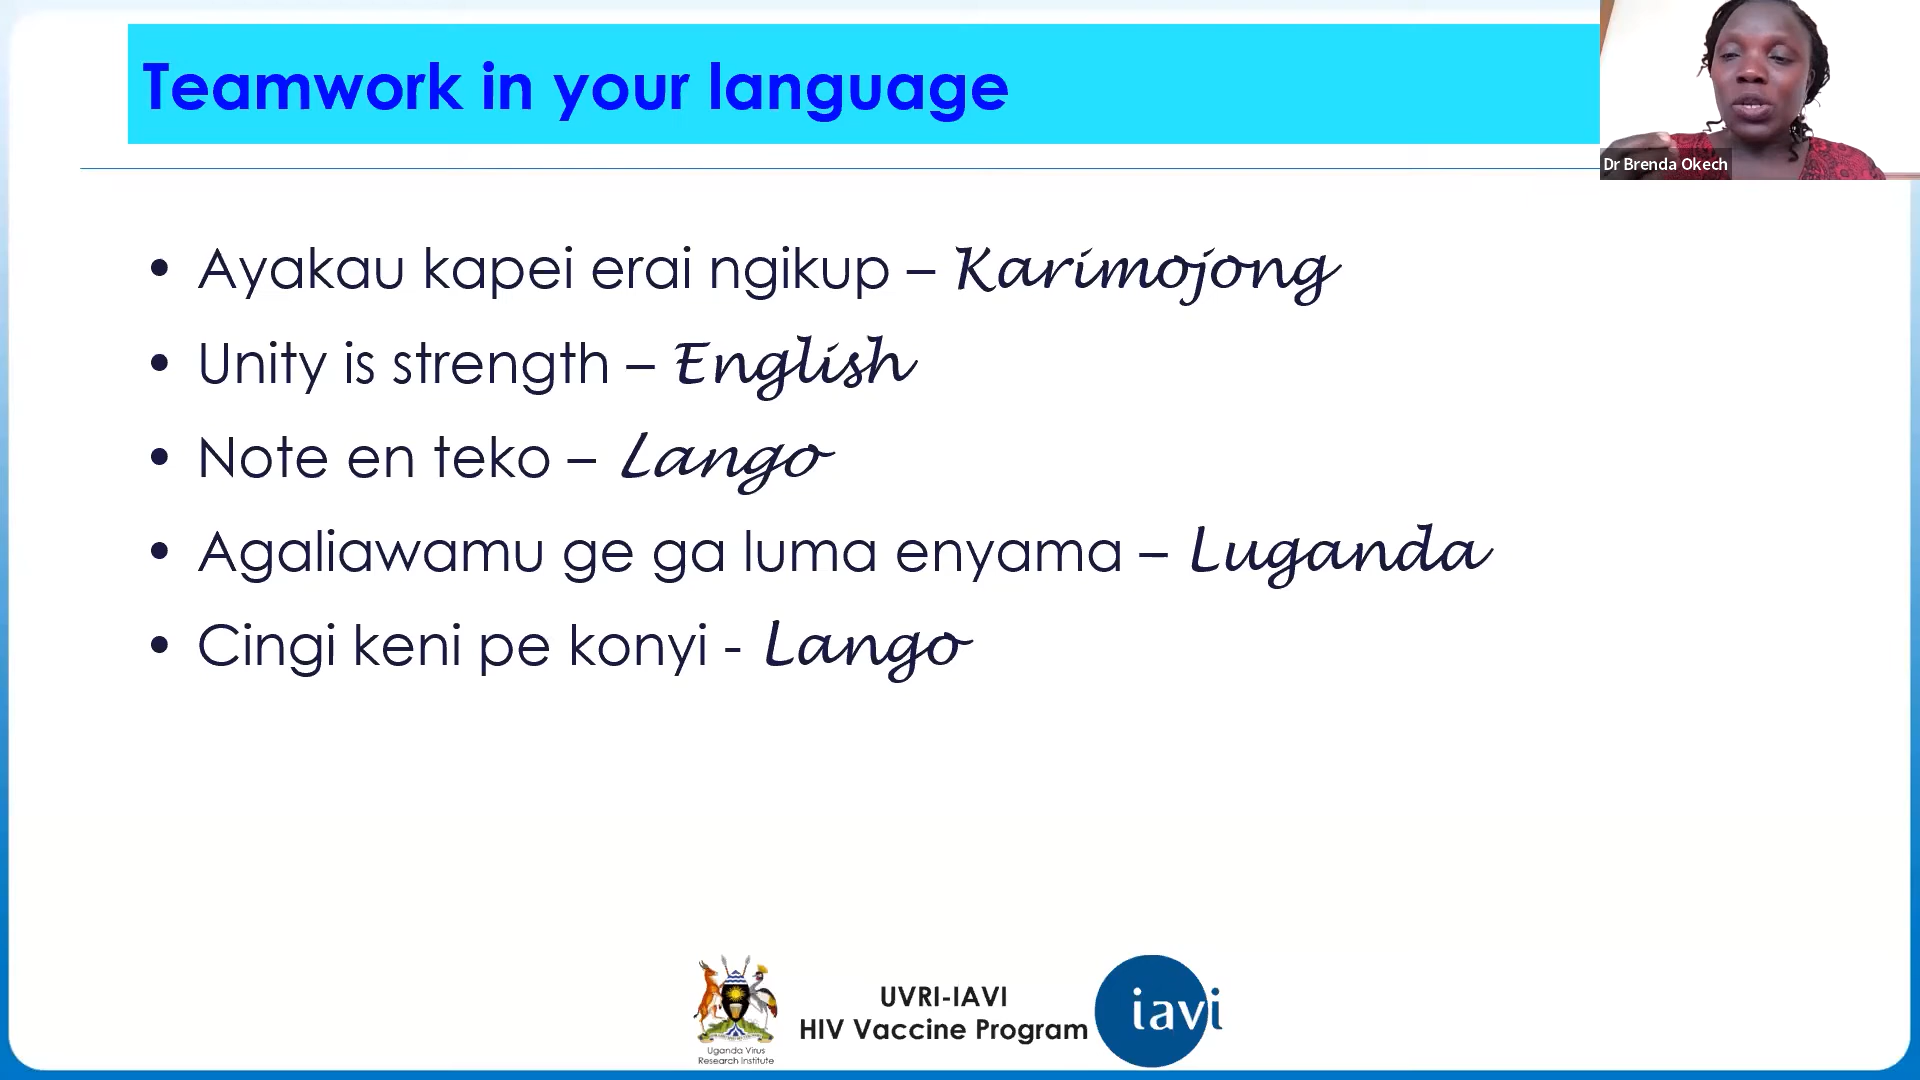 Teamwork in your language
Dr Brenda Okech
• Ayakau kapei erai ngikup – Karimojong
• Unity is strength – English
• Note en teko – Lango
• Agaliawamu ge ga luma enyama – Luganda
• Cingi keni pe konyi - Lango
Uganda Virus
Research Institute
UVRI-IAVI
HIV Vaccine Program
iavi